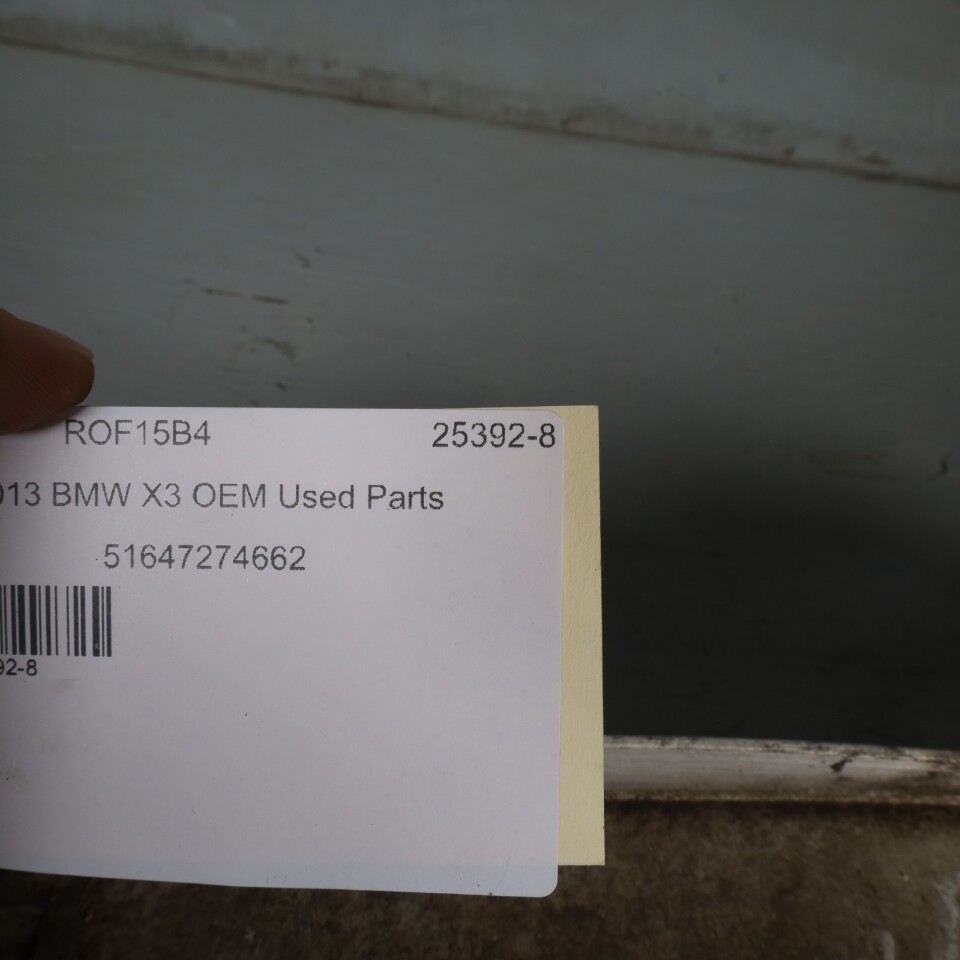 ROF15B4 25392-8
013 BMW X3 OEM Used Parts
51647274662
92-8